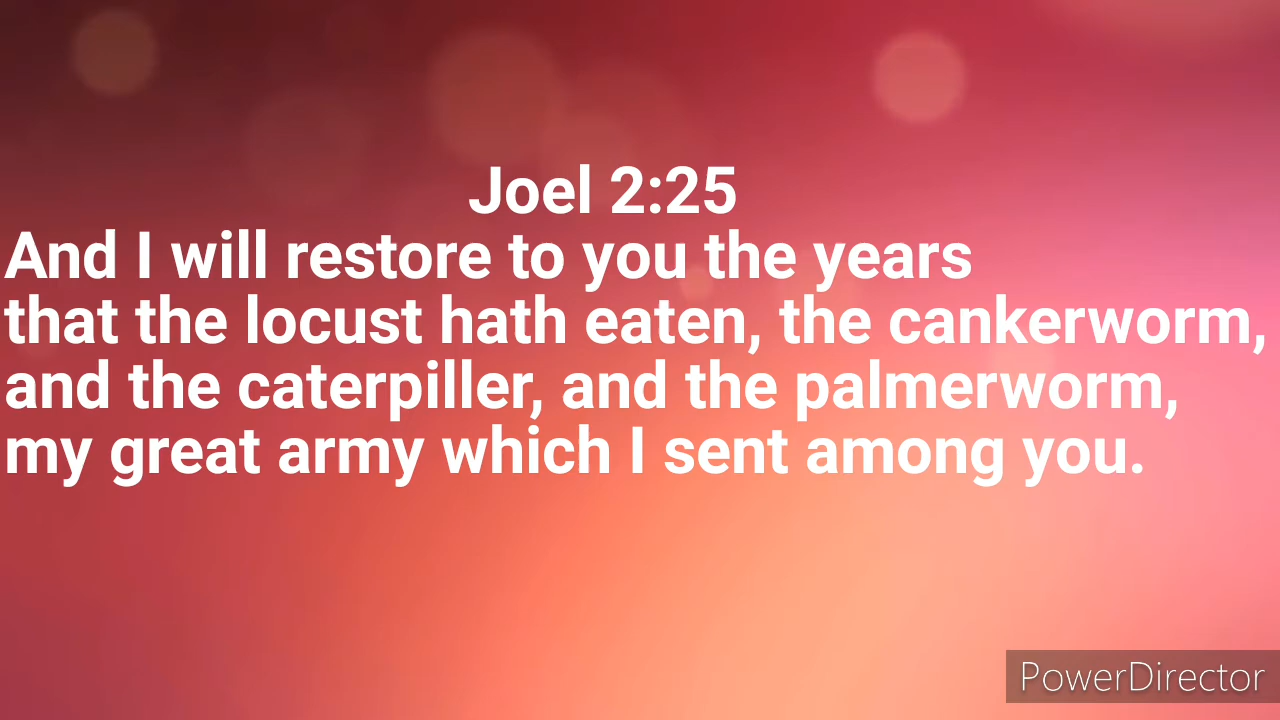 Joel 2:25
And I will restore to you the years
that the locust hath eaten, the cankerworm,
and the caterpiller, and the palmerworm,
my great army which I sent among you.
PowerDirector